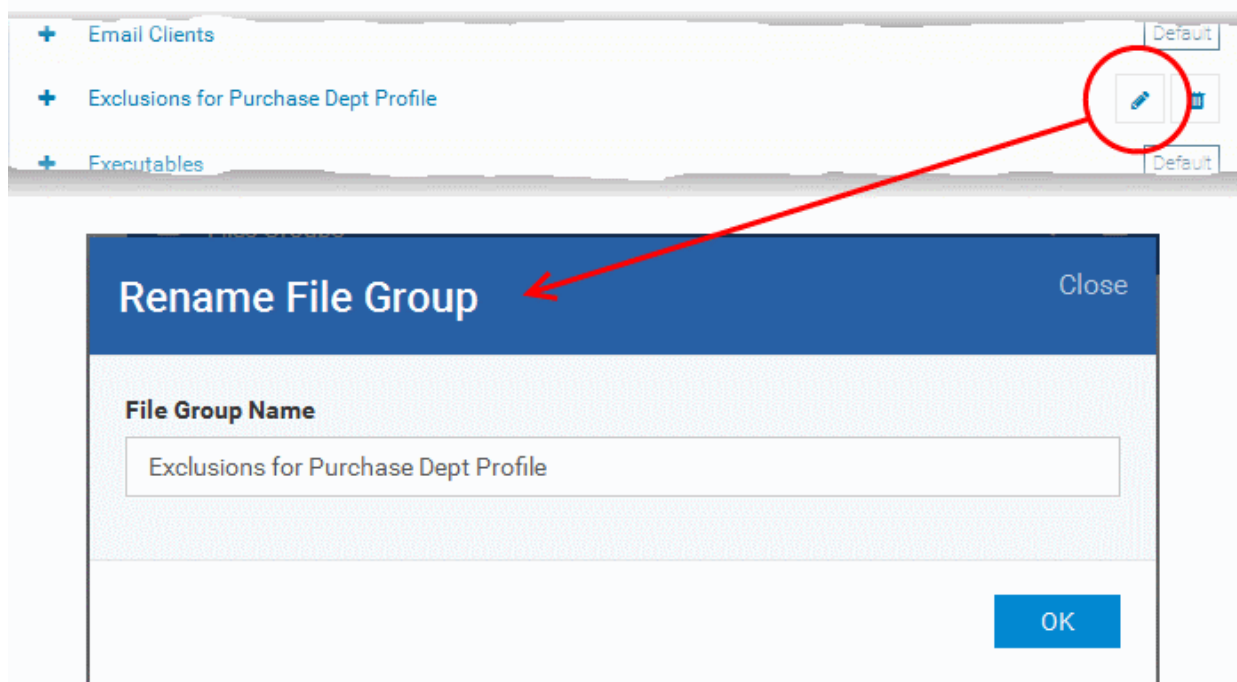 Email Clients
Default
Exclusions for Purchase Dept Profile
Executables
Default
Rename File Group
Close
File Group Name
Exclusions for Purchase Dept Profile
OK